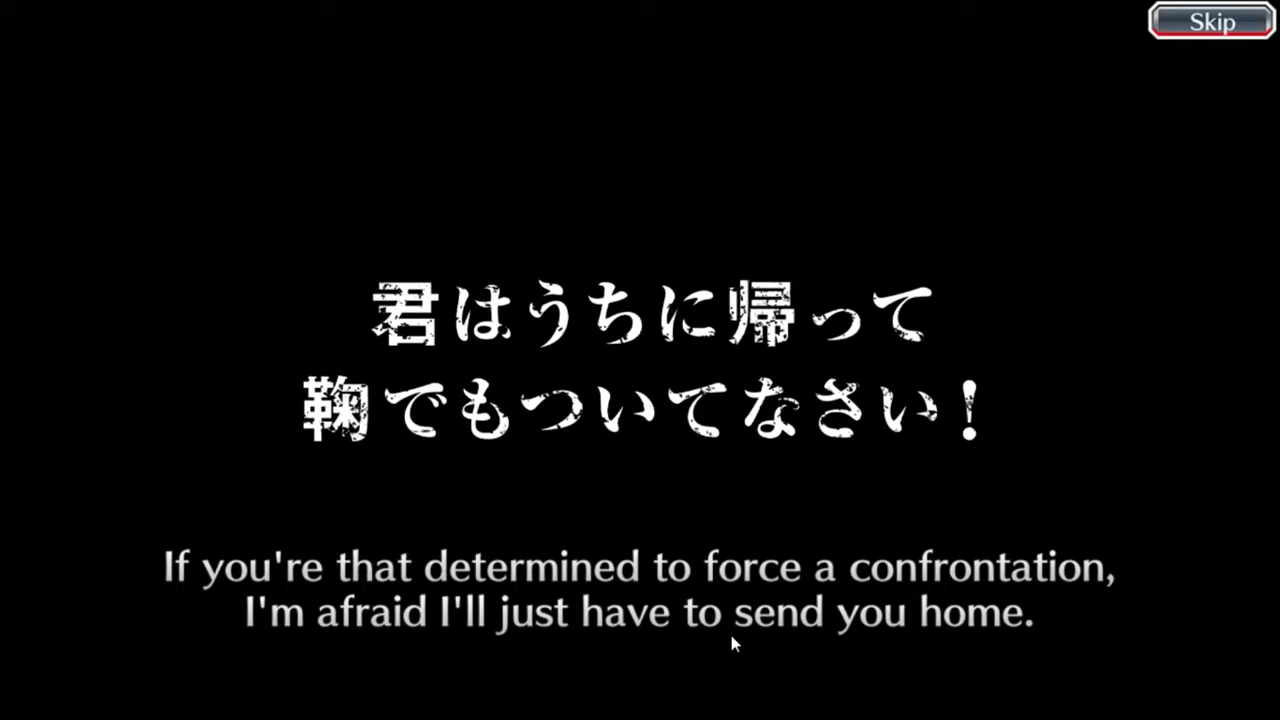 Skip
君はうちに帰って
鞠でもついてなさい！
If you're that determined to force a confrontation,
I'm afraid I'll just have to send you home.